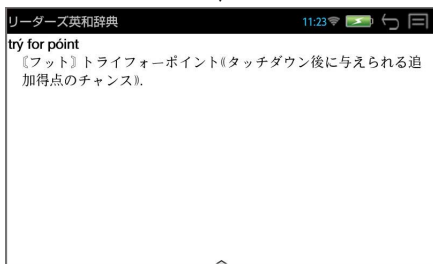 リーダーズ英和辞典 11:23
trý for póint
〘フット〙トライフォーポイント《タッチダウン後に与えられる追
加得点のチャンス》.